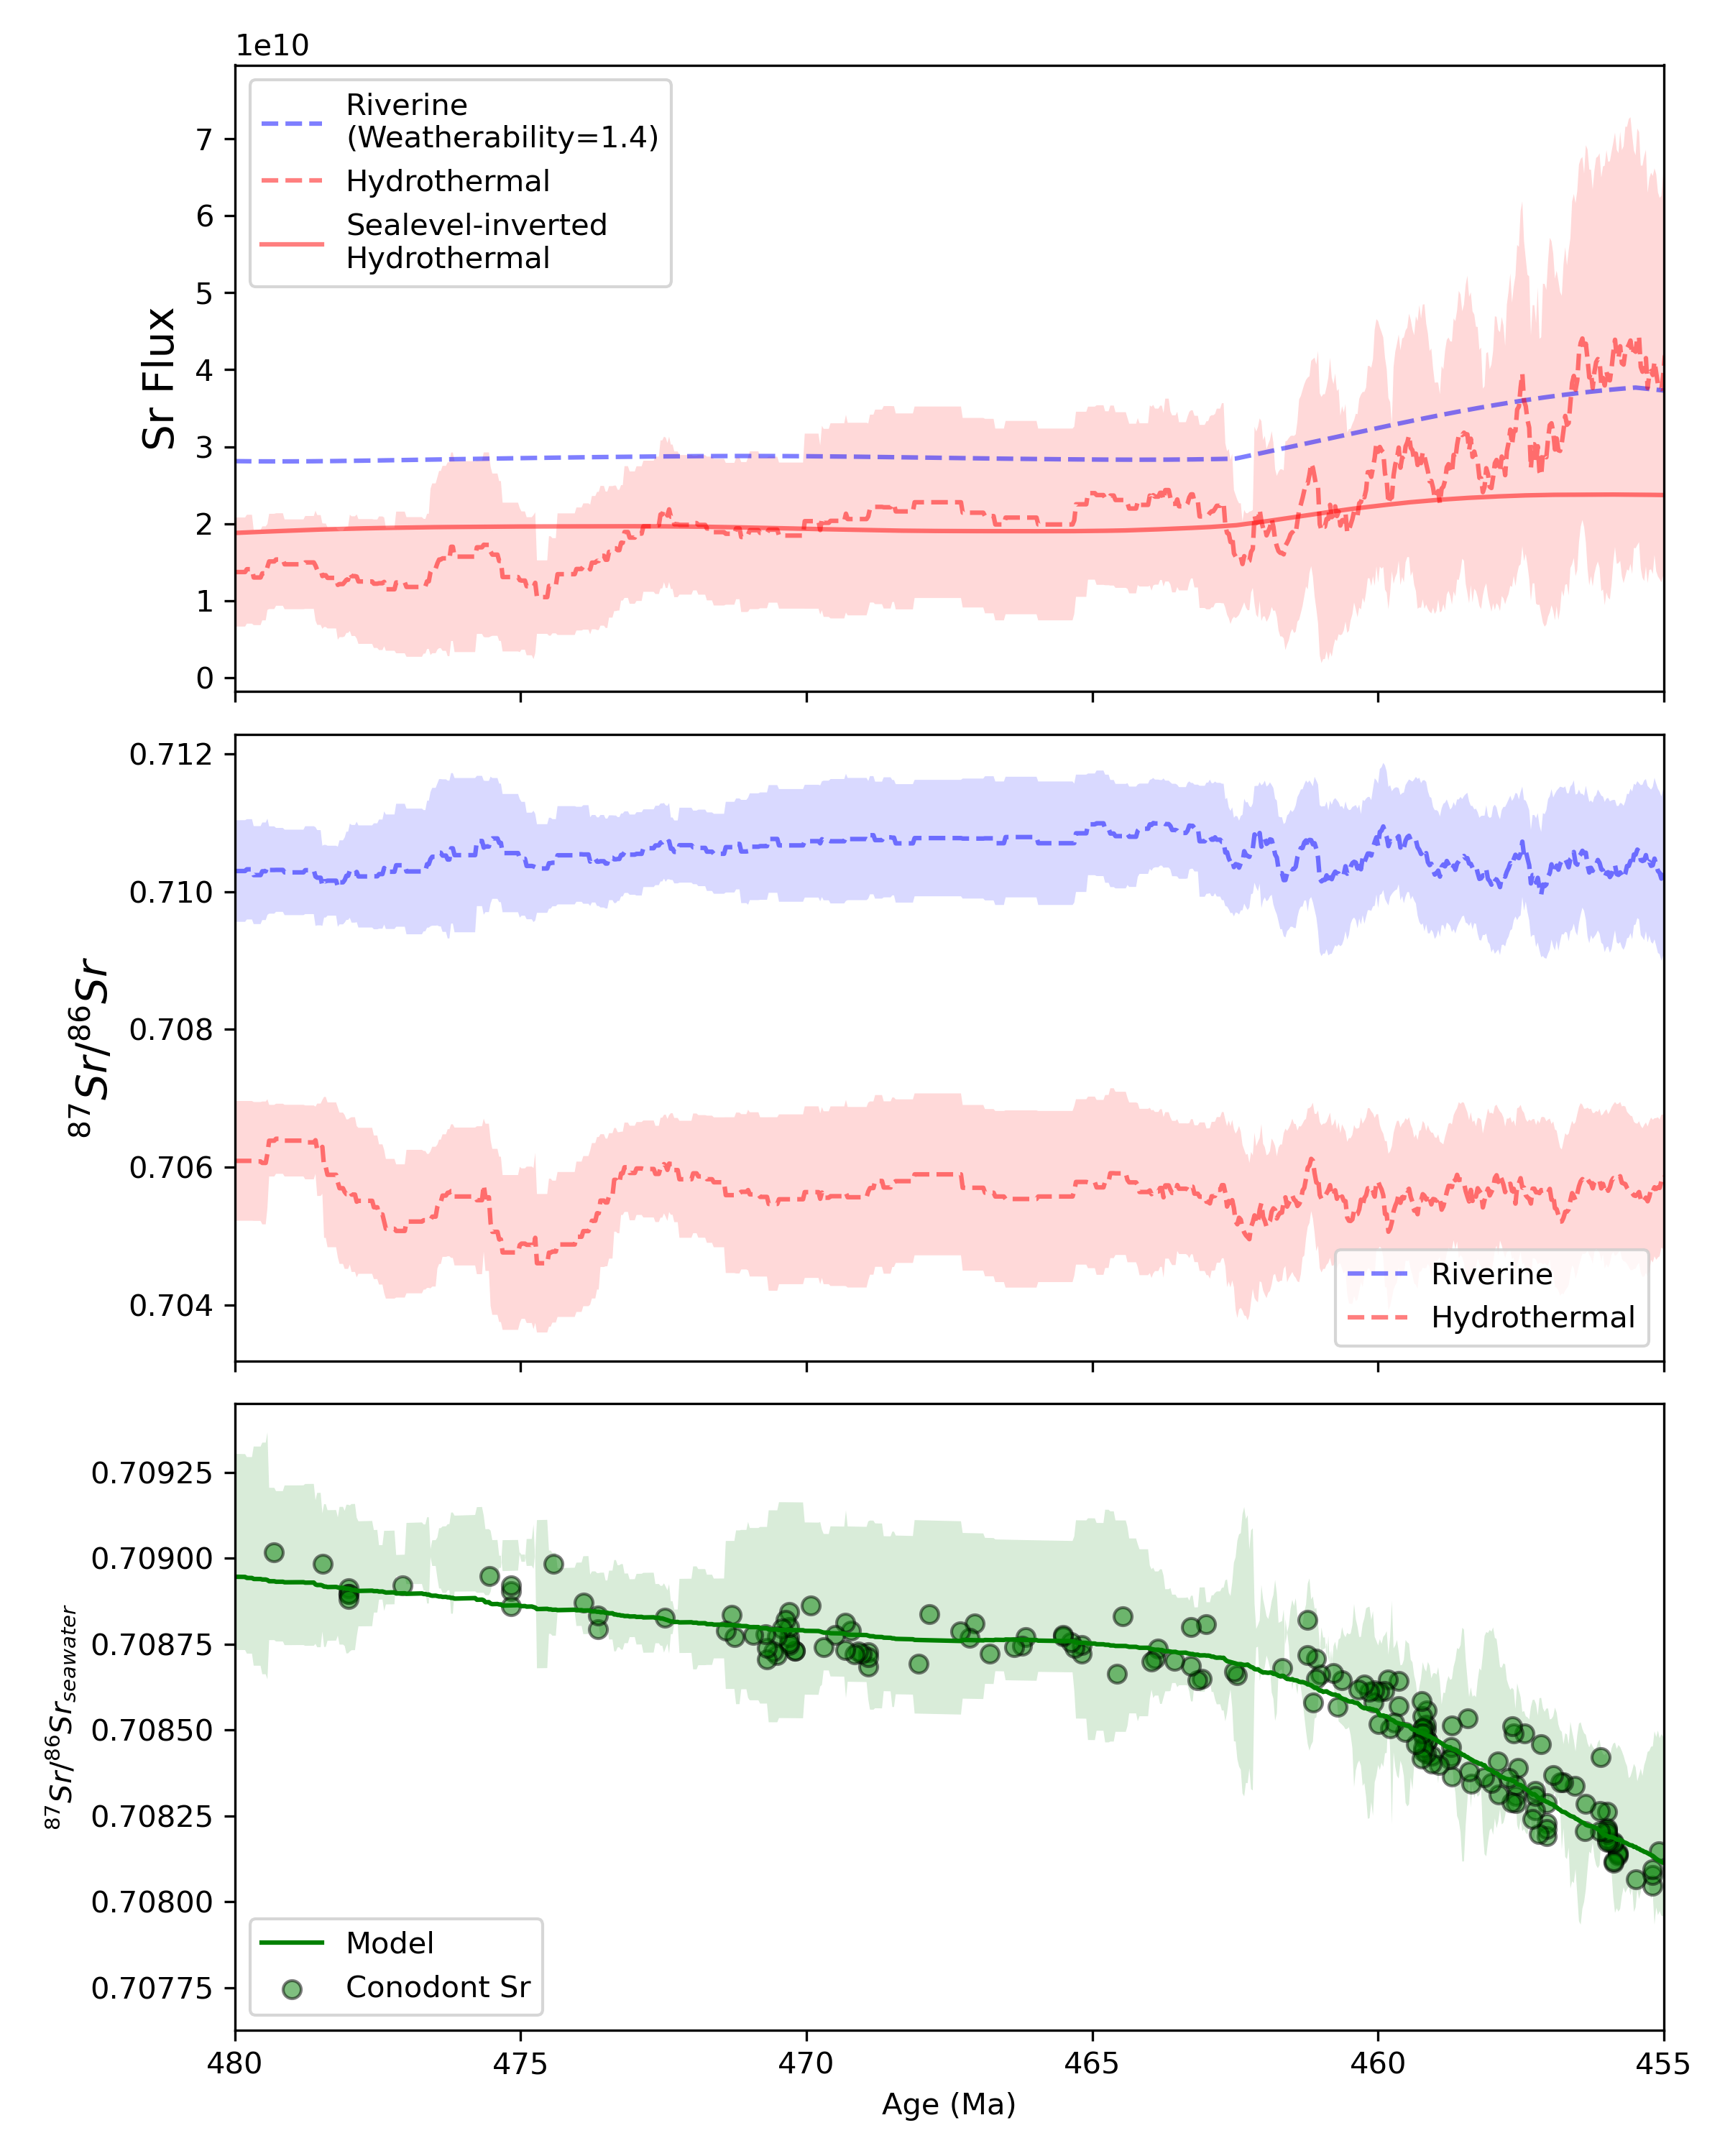 1e10
Riverine
(Weatherability=1.4)
Hydrothermal
Sealevel-inverted
Hydrothermal
7
6
5
4
3
2
1
0
Sr Flux
0.712
0.710
0.708
0.706
0.704
⁸⁷Sr/⁸⁶Sr
Riverine
Hydrothermal
0.70925
0.70900
0.70875
0.70850
0.70825
0.70800
0.70775
⁸⁷Sr/⁸⁶Sr_seawater
Model
Conodont Sr
480 475 470 465 460 455
Age (Ma)